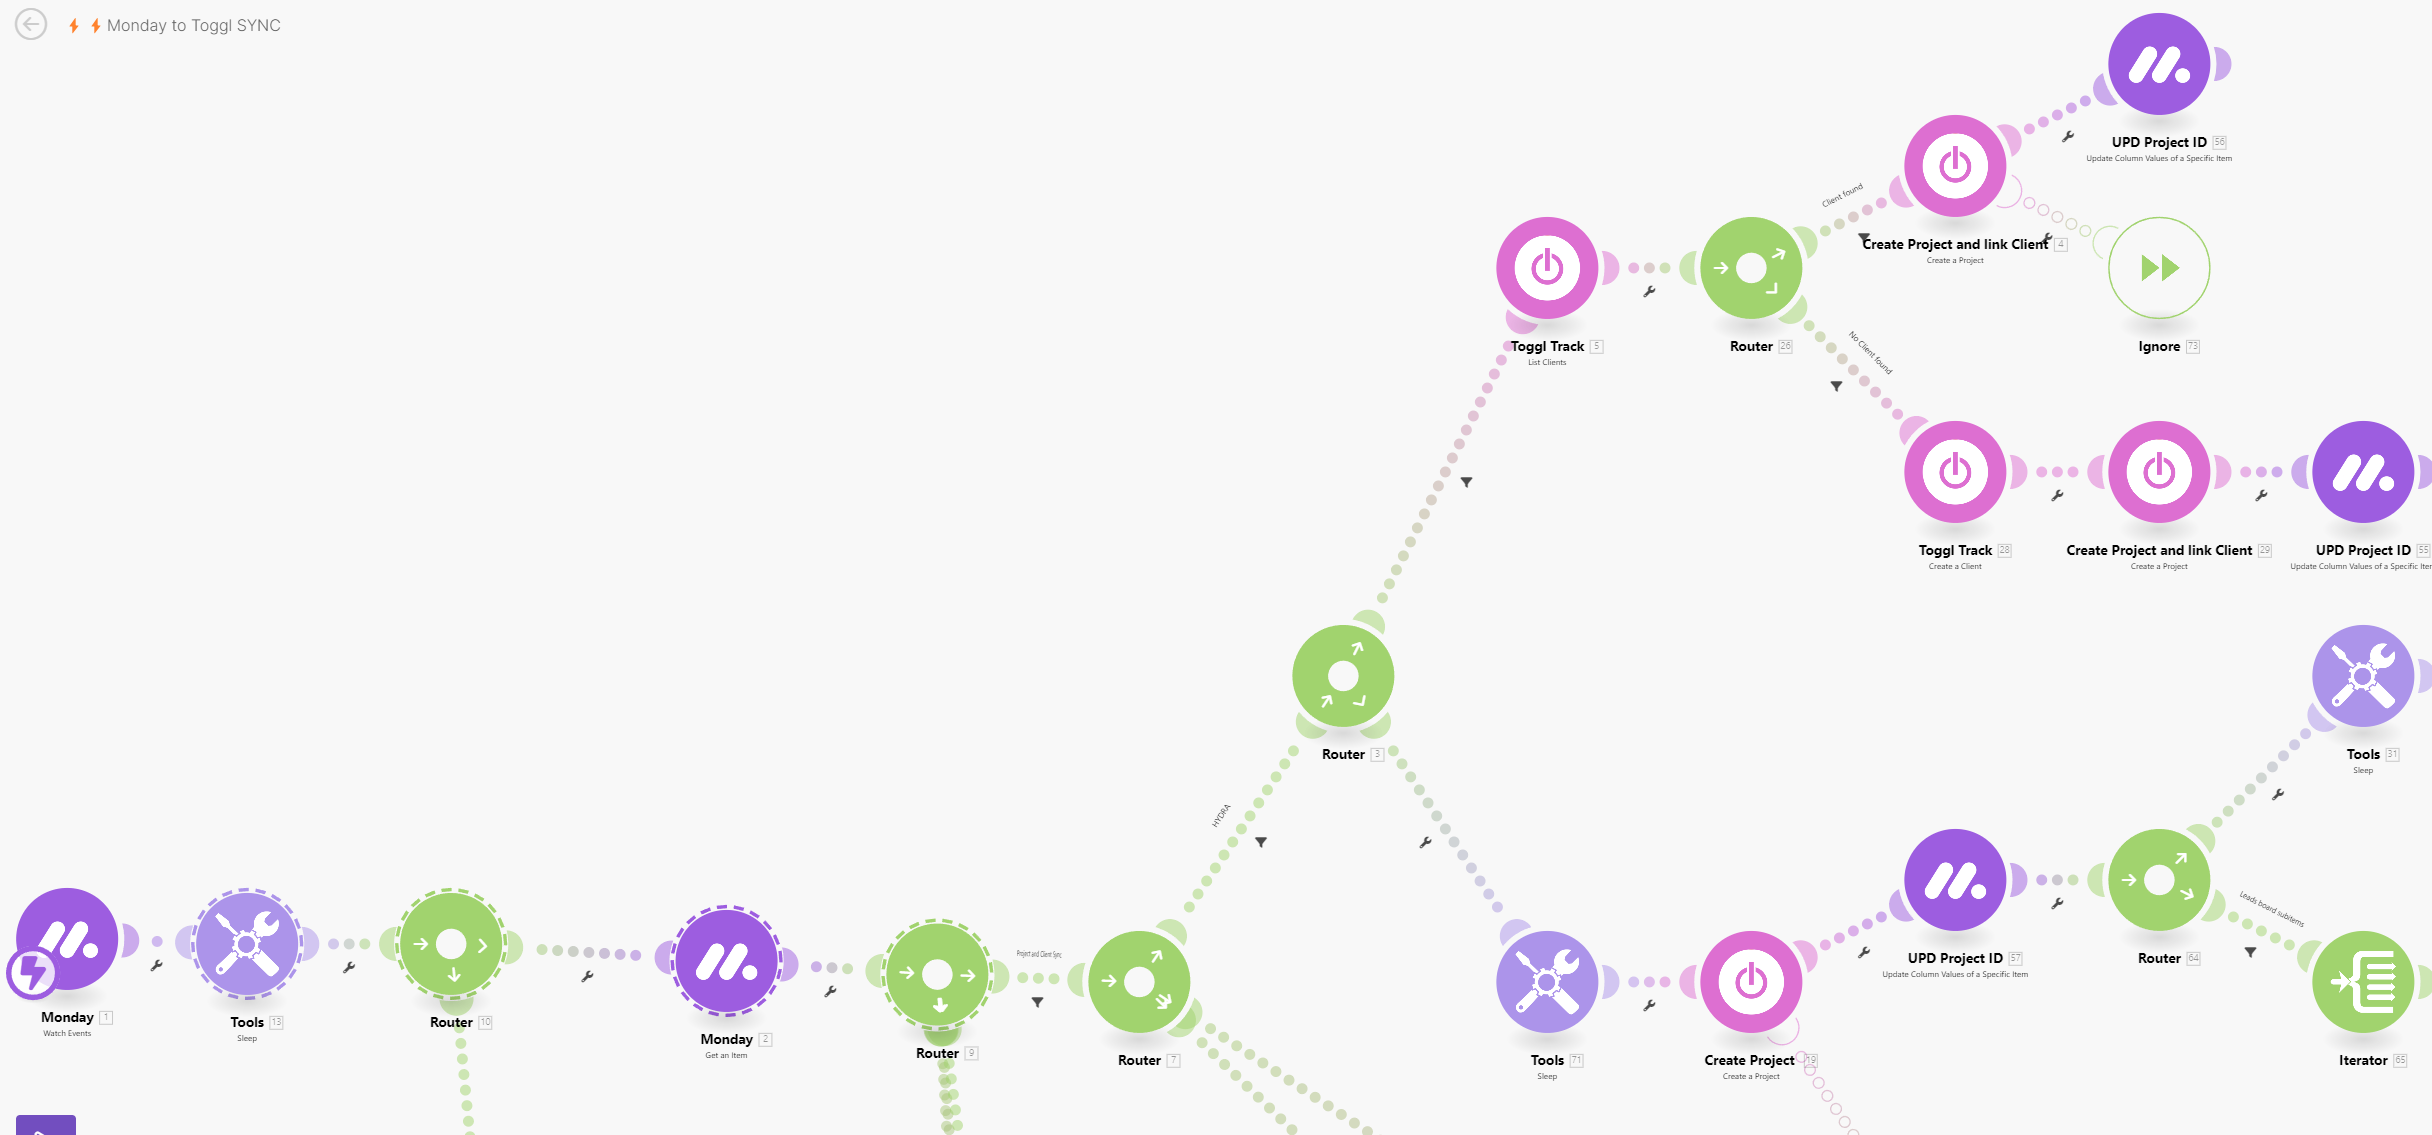 Monday to Toggl SYNC
UPD Project ID 56
Update Column Values of a Specific Item
Client found
Create Project and link Client 4
Create a Project
Toggl Track 5
List Clients
Router 26
Ignore 73
No Client found
Toggl Track 28
Create a Client
Create Project and link Client 29
Create a Project
UPD Project ID 55
Update Column Values of a Specific Iter
Router 3
Tools 31
Sleep
HYDRA
Leads board subitems
UPD Project ID 57
Update Column Values of a Specific Item
Router 64
Project and Client Sync
Monday 1
Watch Events
Tools 13
Sleep
Router 10
Monday 2
Get an Item
Router 9
Router 7
Tools 71
Sleep
Create Project 19
Create a Project
Iterator 65